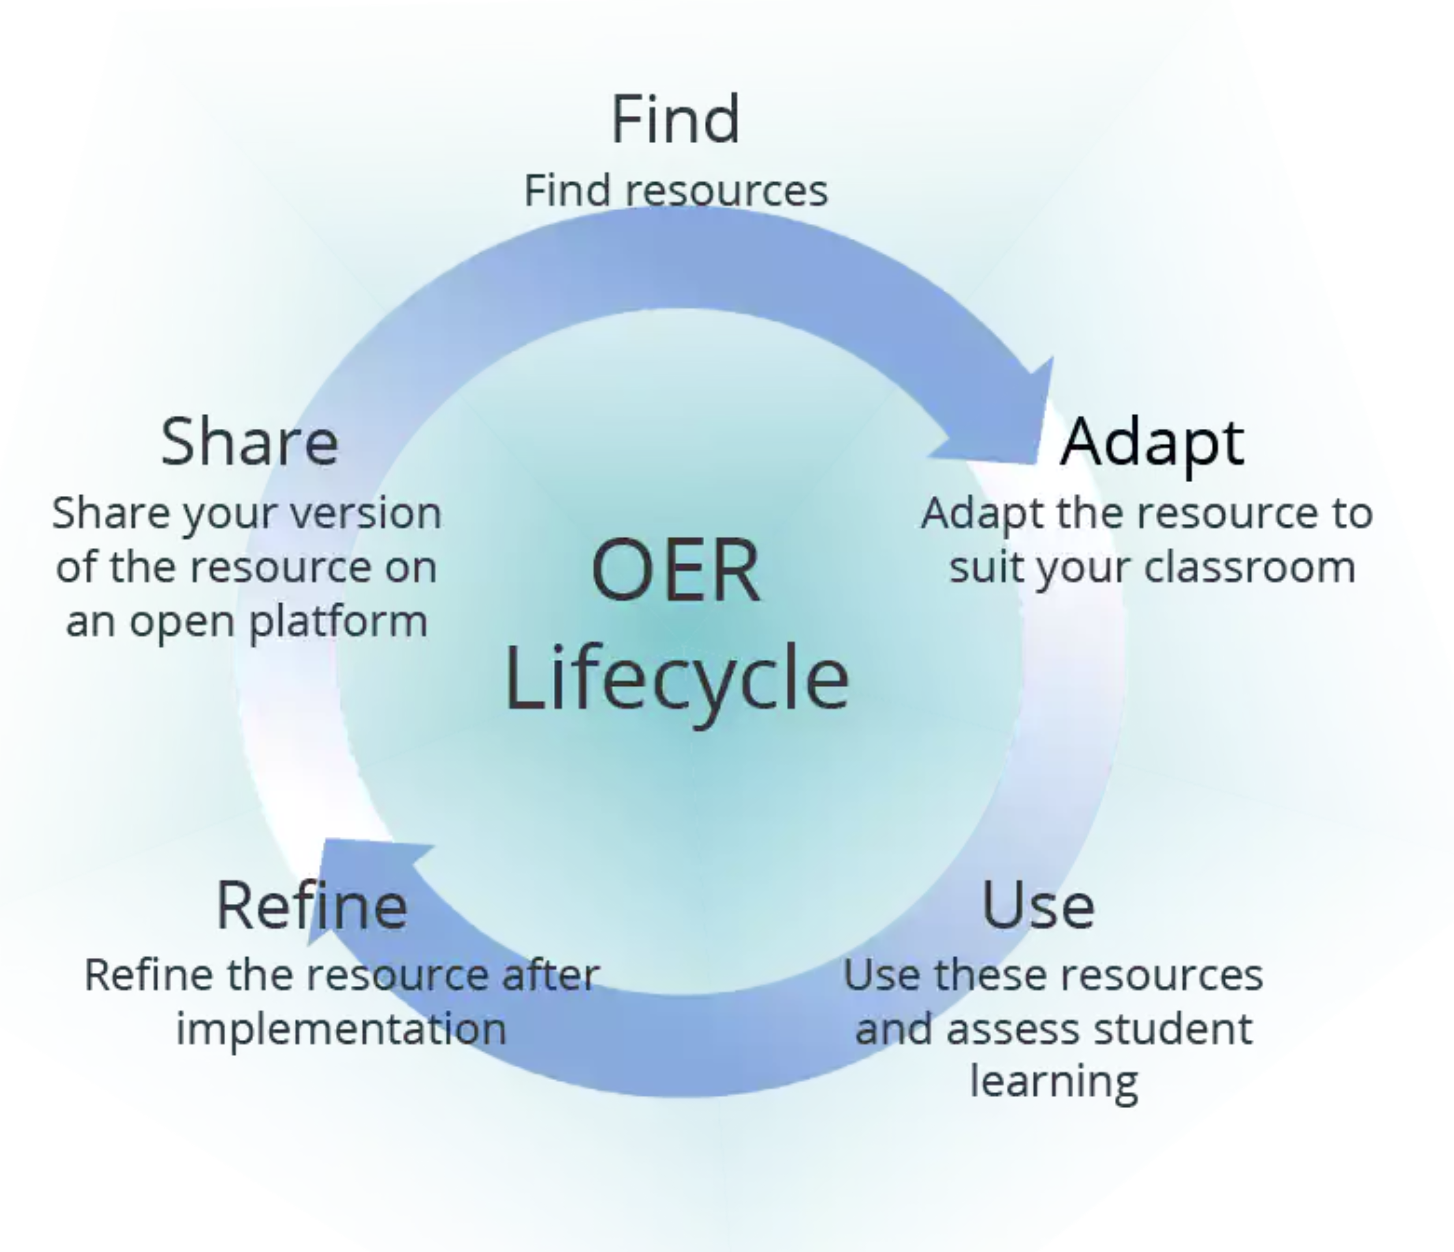 Find
Find resources
Adapt
Adapt the resource to
suit your classroom
Use
Use these resources
and assess student
learning
Refine
Refine the resource after
implementation
Share
Share your version
of the resource on
an open platform
OER
Lifecycle